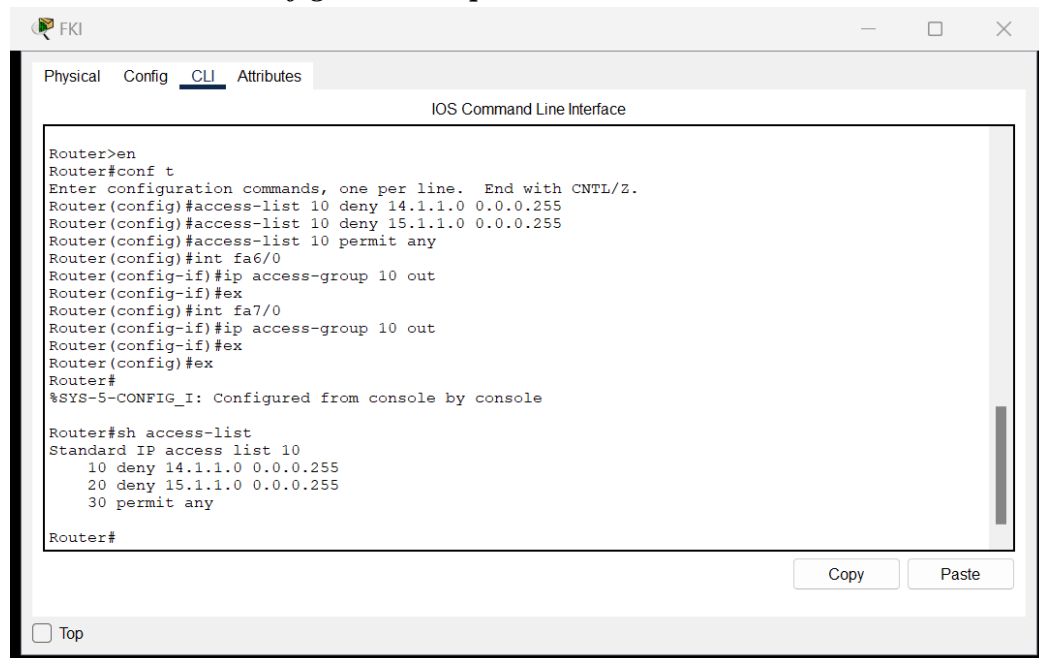 FKI
Physical Config CLI Attributes
IOS Command Line Interface
Router>en
Router#conf t
Enter configuration commands, one per line.  End with CNTL/Z.
Router(config)#access-list 10 deny 14.1.1.0 0.0.0.255
Router(config)#access-list 10 deny 15.1.1.0 0.0.0.255
Router(config)#access-list 10 permit any
Router(config)#int fa6/0
Router(config-if)#ip access-group 10 out
Router(config-if)#ex
Router(config)#int fa7/0
Router(config-if)#ip access-group 10 out
Router(config-if)#ex
Router(config)#ex
Router#
%SYS-5-CONFIG_I: Configured from console by console
Router#sh access-list
Standard IP access list 10
    10 deny 14.1.1.0 0.0.0.255
    20 deny 15.1.1.0 0.0.0.255
    30 permit any
Router#
Copy Paste
Top